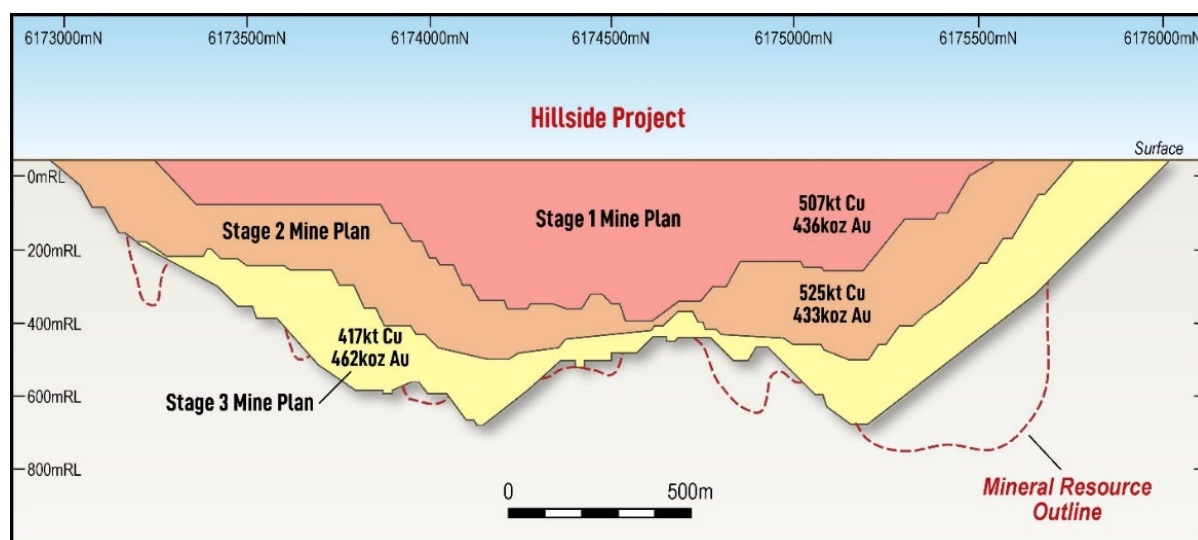 6173000mN 6173500mN 6174000mN 6174500mN 6175000mN 6175500mN 6176000mN
Hillside Project
Surface
0mRL
Stage 1 Mine Plan
507kt Cu
436koz Au
Stage 2 Mine Plan
200mRL
525kt Cu
433koz Au
400mRL
417kt Cu
462koz Au
600mRL
Stage 3 Mine Plan
800mRL
0 500m
Mineral Resource
Outline